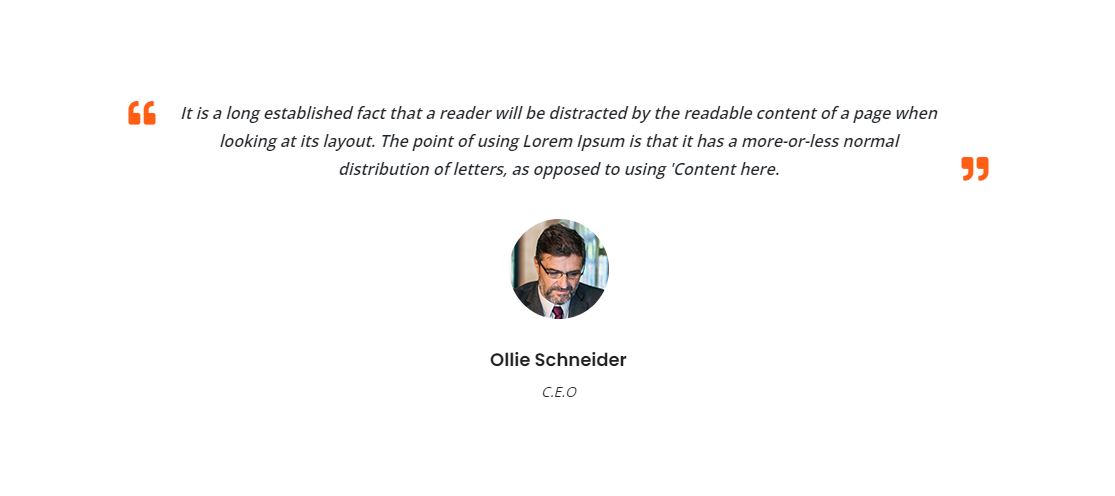 It is a long established fact that a reader will be distracted by the readable content of a page when
looking at its layout. The point of using Lorem Ipsum is that it has a more-or-less normal
distribution of letters, as opposed to using 'Content here.
Ollie Schneider
C.E.O